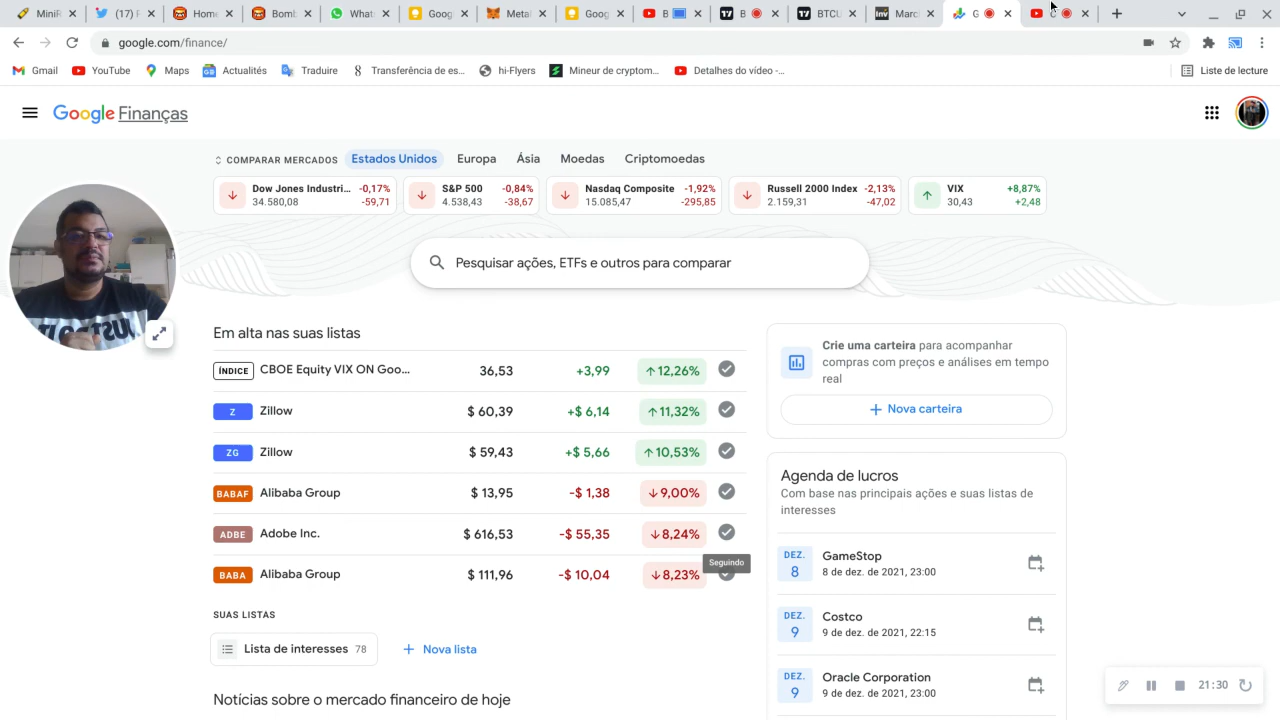 MiniR
(17) F
Home
Bomb
Whats
Goog
Metal
Goog
B
B
BTCU
Marc
G
google.com/finance/
Gmail
YouTube
Maps
Actualités
Traduire
Transferência de es...
hi-Flyers
Mineur de cryptom...
Detalhes do vídeo -...
Liste de lecture
Google Finanças
COMPARAR MERCADOS
Estados Unidos
Europa
Ásia
Moedas
Criptomoedas
Dow Jones Industri... -0,17%
34.580,08 -59,71
S&P 500 -0,84%
4.538,43 -38,67
Nasdaq Composite -1,92%
15.085,47 -295,85
Russell 2000 Index -2,13%
2.159,31 -47,02
VIX +8,87%
30,43 +2,48
Pesquisar ações, ETFs e outros para comparar
Em alta nas suas listas
ÍNDICE CBOE Equity VIX ON Goo... 36,53 +3,99 12,26%
Z Zillow $ 60,39 +$ 6,14 11,32%
ZG Zillow $ 59,43 +$ 5,66 10,53%
BABAF Alibaba Group $ 13,95 -$ 1,38 9,00%
ADBE Adobe Inc. $ 616,53 -$ 55,35 8,24%
Seguindo
BABA Alibaba Group $ 111,96 -$ 10,04 8,23%
SUAS LISTAS
Lista de interesses 78
+ Nova lista
Notícias sobre o mercado financeiro de hoje
Crie uma carteira para acompanhar
compras com preços e análises em tempo
real
+ Nova carteira
Agenda de lucros
Com base nas principais ações e suas listas de
interesses
DEZ.
8
GameStop
8 de dez. de 2021, 23:00
DEZ.
9
Costco
9 de dez. de 2021, 22:15
DEZ.
9
Oracle Corporation
9 de dez. de 2021, 23:00
21:30